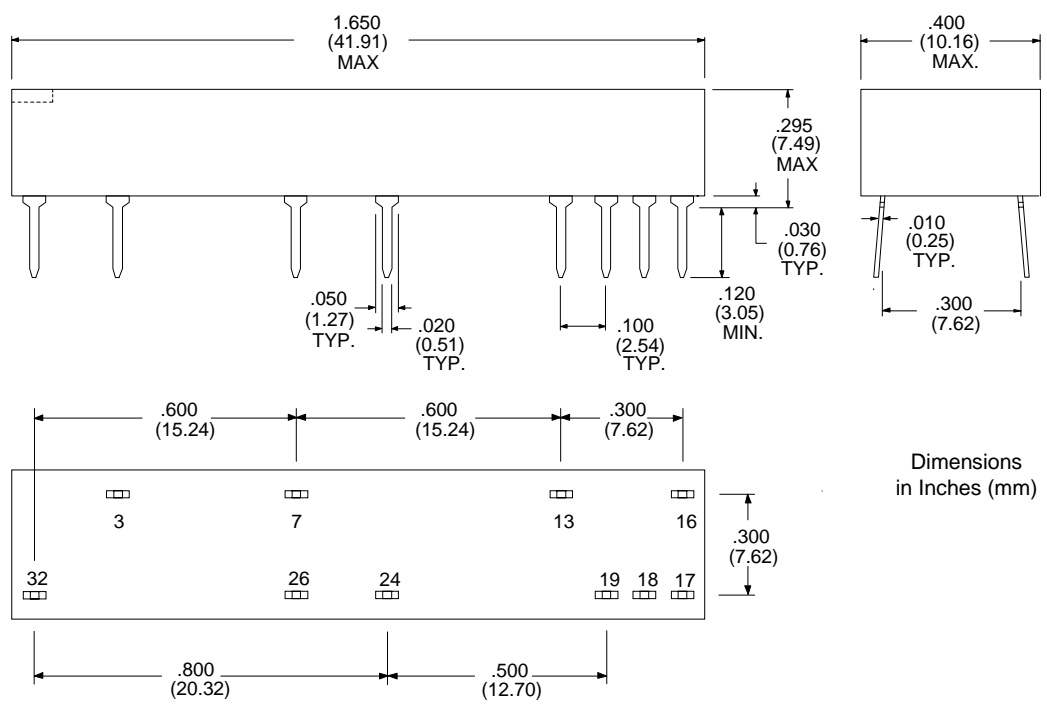 1.650
(41.91)
MAX
.400
(10.16)
MAX.
.295
(7.49)
MAX
.030
(0.76)
TYP.
.010
(0.25)
TYP.
.050
(1.27)
TYP.
.020
(0.51)
TYP.
.100
(2.54)
TYP.
.120
(3.05)
MIN.
.300
(7.62)
.600
(15.24)
.600
(15.24)
.300
(7.62)
Dimensions
in Inches (mm)
3 7 13 16
.300
(7.62)
32 26 24 19 18 17
.800
(20.32)
.500
(12.70)